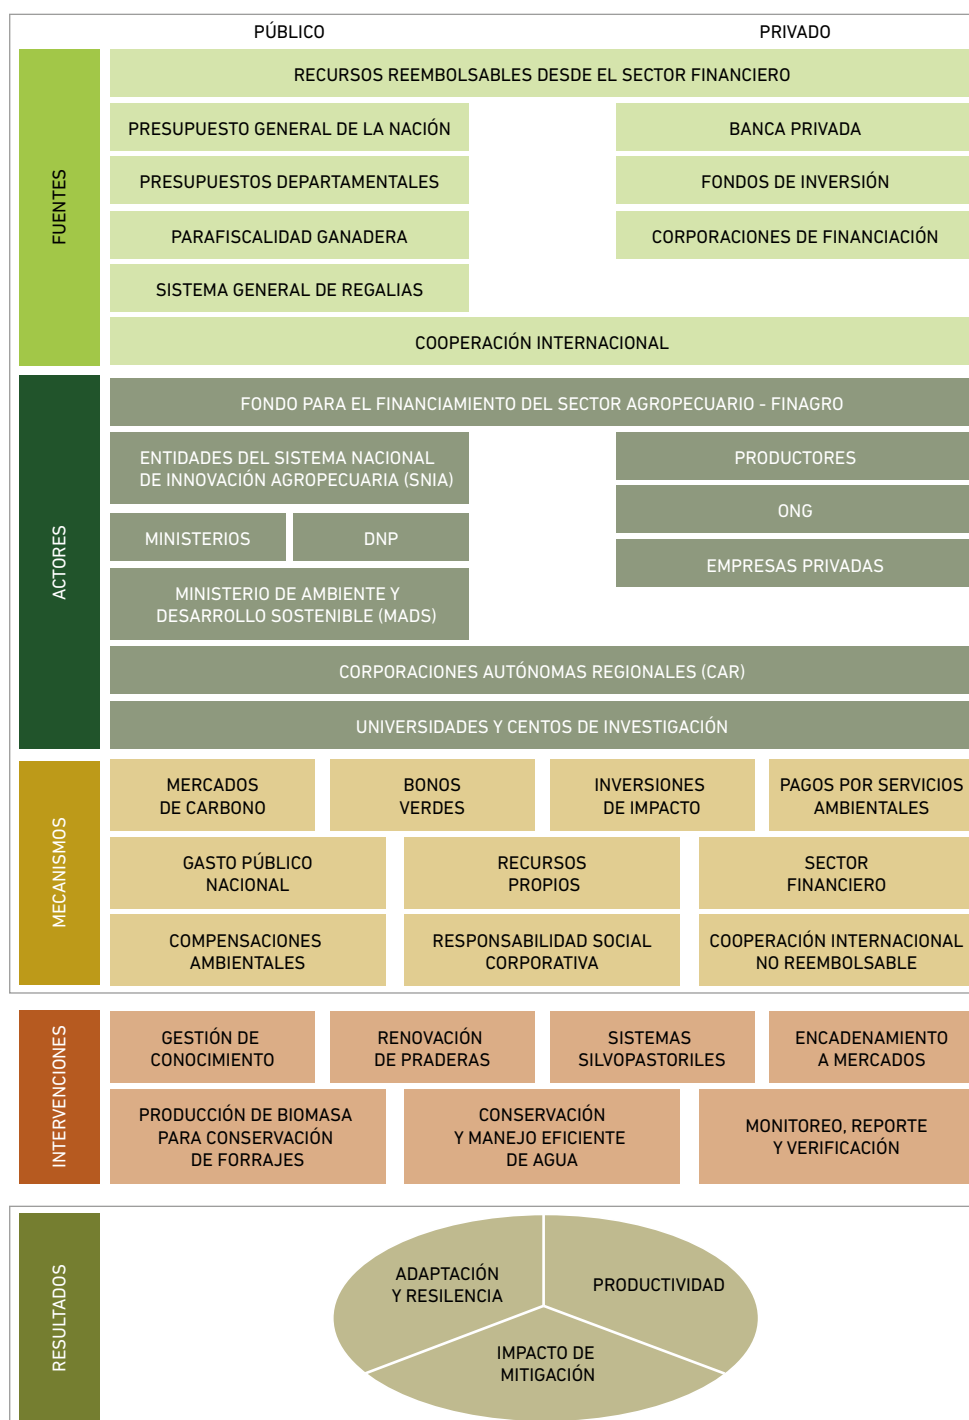 PÚBLICO
PRIVADO
FUENTES
RECURSOS REEMBOLSABLES DESDE EL SECTOR FINANCIERO
PRESUPUESTO GENERAL DE LA NACIÓN
BANCA PRIVADA
PRESUPUESTOS DEPARTAMENTALES
FONDOS DE INVERSIÓN
PARAFISCALIDAD GANADERA
CORPORACIONES DE FINANCIACIÓN
SISTEMA GENERAL DE REGALIAS
COOPERACIÓN INTERNACIONAL
ACTORES
FONDO PARA EL FINANCIAMIENTO DEL SECTOR AGROPECUARIO - FINAGRO
ENTIDADES DEL SISTEMA NACIONAL
DE INNOVACIÓN AGROPECUARIA (SNIA)
PRODUCTORES
ONG
MINISTERIOS
DNP
EMPRESAS PRIVADAS
MINISTERIO DE AMBIENTE Y
DESARROLLO SOSTENIBLE (MADS)
CORPORACIONES AUTÓNOMAS REGIONALES (CAR)
UNIVERSIDADES Y CENTOS DE INVESTIGACIÓN
MECANISMOS
MERCADOS
DE CARBONO
BONOS
VERDES
INVERSIONES
DE IMPACTO
PAGOS POR SERVICIOS
AMBIENTALES
GASTO PÚBLICO
NACIONAL
RECURSOS
PROPIOS
SECTOR
FINANCIERO
COMPENSACIONES
AMBIENTALES
RESPONSABILIDAD SOCIAL
CORPORATIVA
COOPERACIÓN INTERNACIONAL
NO REEMBOLSABLE
INTERVENCIONES
GESTIÓN DE
CONOCIMIENTO
RENOVACIÓN
DE PRADERAS
SISTEMAS
SILVOPASTORILES
ENCADENAMIENTO
A MERCADOS
PRODUCCIÓN DE BIOMASA
PARA CONSERVACIÓN
DE FORRAJES
CONSERVACIÓN
Y MANEJO EFICIENTE
DE AGUA
MONITOREO, REPORTE
Y VERIFICACIÓN
RESULTADOS
ADAPTACIÓN
Y RESILENCIA
PRODUCTIVIDAD
IMPACTO DE
MITIGACIÓN